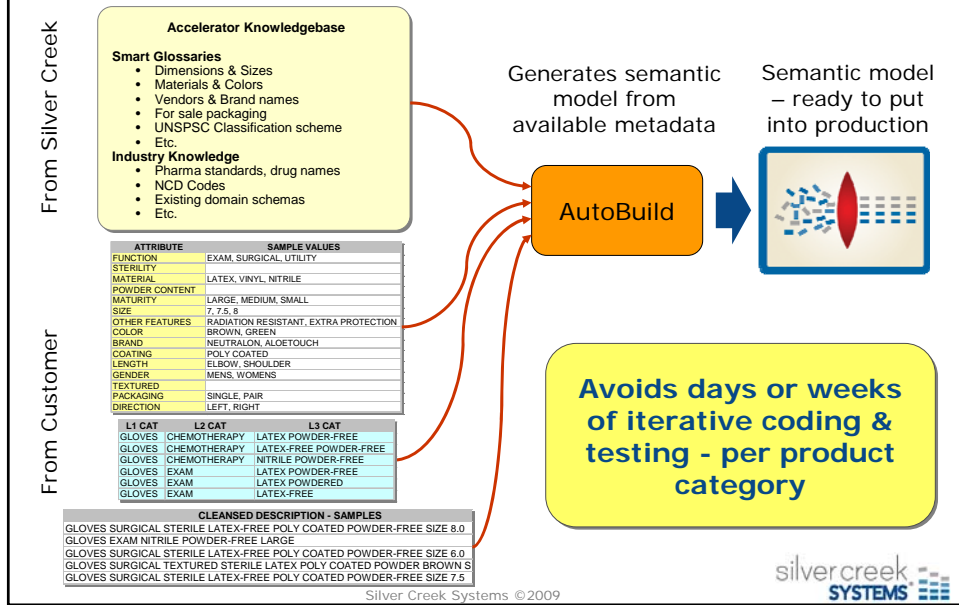 From Silver Creek
Accelerator Knowledgebase
Smart Glossaries
• Dimensions & Sizes
• Materials & Colors
• Vendors & Brand names
• For sale packaging
• UNSPSC Classification scheme
• Etc.
Industry Knowledge
• Pharma standards, drug names
• NCD Codes
• Existing domain schemas
• Etc.
Generates semantic
model from
available metadata
Semantic model
– ready to put
into production
AutoBuild
From Customer
ATTRIBUTE SAMPLE VALUES
FUNCTION EXAM, SURGICAL, UTILITY
STERILITY
MATERIAL LATEX, VINYL, NITRILE
POWDER CONTENT
MATURITY LARGE, MEDIUM, SMALL
SIZE 7, 7.5, 8
OTHER FEATURES RADIATION RESISTANT, EXTRA PROTECTION
COLOR BROWN, GREEN
BRAND NEUTRALON, ALOETOUCH
COATING POLY COATED
LENGTH ELBOW, SHOULDER
GENDER MENS, WOMENS
TEXTURED
PACKAGING SINGLE, PAIR
DIRECTION LEFT, RIGHT
L1 CAT L2 CAT L3 CAT
GLOVES CHEMOTHERAPY LATEX POWDER-FREE
GLOVES CHEMOTHERAPY LATEX-FREE POWDER-FREE
GLOVES CHEMOTHERAPY NITRILE POWDER-FREE
GLOVES EXAM LATEX POWDER-FREE
GLOVES EXAM LATEX POWDERED
GLOVES EXAM LATEX-FREE
CLEANSED DESCRIPTION - SAMPLES
GLOVES SURGICAL STERILE LATEX-FREE POLY COATED POWDER-FREE SIZE 8.0
GLOVES EXAM NITRILE POWDER-FREE LARGE
GLOVES SURGICAL STERILE LATEX-FREE POLY COATED POWDER-FREE SIZE 6.0
GLOVES SURGICAL TEXTURED STERILE LATEX POLY COATED POWDER BROWN S
GLOVES SURGICAL STERILE LATEX-FREE POLY COATED POWDER-FREE SIZE 7.5
Avoids days or weeks
of iterative coding &
testing - per product
category
Silver Creek Systems ©2009
silver creek
SYSTEMS